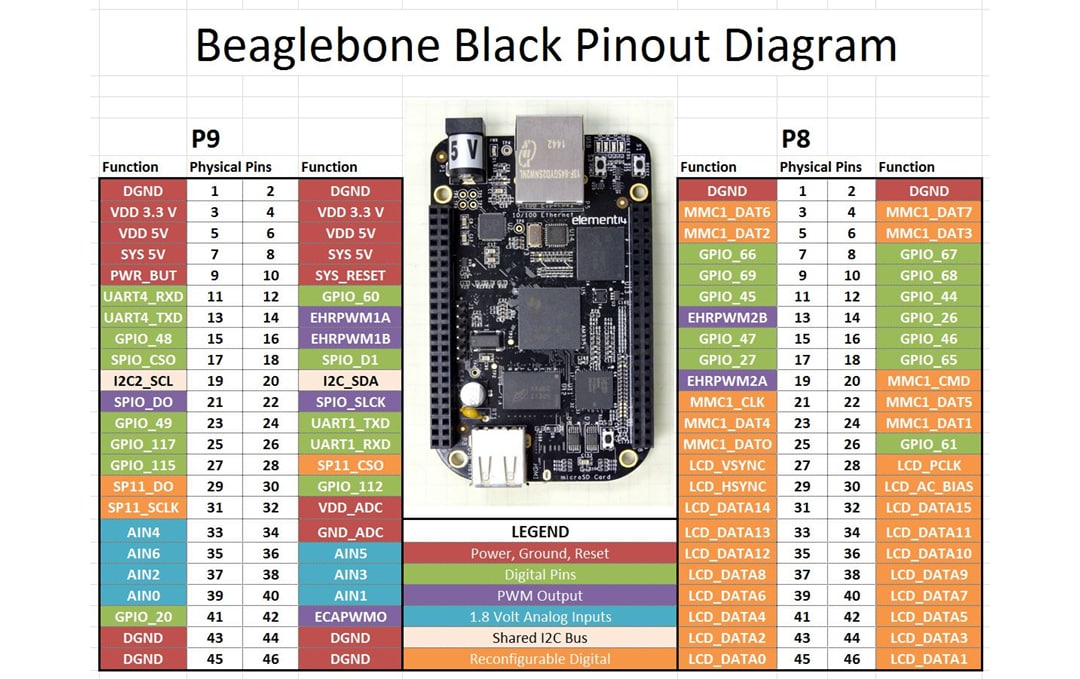 Beaglebone Black Pinout Diagram
P9
P8
Function Physical Pins Function
Function Physical Pins Function
DGND 1 2 DGND
VDD 3.3 V 3 4 VDD 3.3 V
VDD 5V 5 6 VDD 5V
SYS 5V 7 8 SYS 5V
PWR_BUT 9 10 SYS_RESET
UART4_RXD 11 12 GPIO_60
UART4_TXD 13 14 EHRPWM1A
GPIO_48 15 16 EHRPWM1B
SPIO_CSO 17 18 SPIO_D1
I2C2_SCL 19 20 I2C_SDA
SPIO_DO 21 22 SPIO_SLCK
GPIO_49 23 24 UART1_TXD
GPIO_117 25 26 UART1_RXD
GPIO_115 27 28 SP11_CSO
SP11_DO 29 30 GPIO_112
SP11_SCLK 31 32 VDD_ADC
AIN4 33 34 GND_ADC
AIN6 35 36 AIN5
AIN2 37 38 AIN3
AIN0 39 40 AIN1
GPIO_20 41 42 ECAPWMO
DGND 43 44 DGND
DGND 45 46 DGND
5 V
1442
10/100 Ethernet
element14
HDMI
microSD Card
LEGEND
Power, Ground, Reset
Digital Pins
PWM Output
1.8 Volt Analog Inputs
Shared I2C Bus
Reconfigurable Digital
DGND 1 2 DGND
MMC1_DAT6 3 4 MMC1_DAT7
MMC1_DAT2 5 6 MMC1_DAT3
GPIO_66 7 8 GPIO_67
GPIO_69 9 10 GPIO_68
GPIO_45 11 12 GPIO_44
EHRPWM2B 13 14 GPIO_26
GPIO_47 15 16 GPIO_46
GPIO_27 17 18 GPIO_65
EHRPWM2A 19 20 MMC1_CMD
MMC1_CLK 21 22 MMC1_DAT5
MMC1_DAT4 23 24 MMC1_DAT1
MMC1_DATO 25 26 GPIO_61
LCD_VSYNC 27 28 LCD_PCLK
LCD_HSYNC 29 30 LCD_AC_BIAS
LCD_DATA14 31 32 LCD_DATA15
LCD_DATA13 33 34 LCD_DATA11
LCD_DATA12 35 36 LCD_DATA10
LCD_DATA8 37 38 LCD_DATA9
LCD_DATA6 39 40 LCD_DATA7
LCD_DATA4 41 42 LCD_DATA5
LCD_DATA2 43 44 LCD_DATA3
LCD_DATA0 45 46 LCD_DATA1